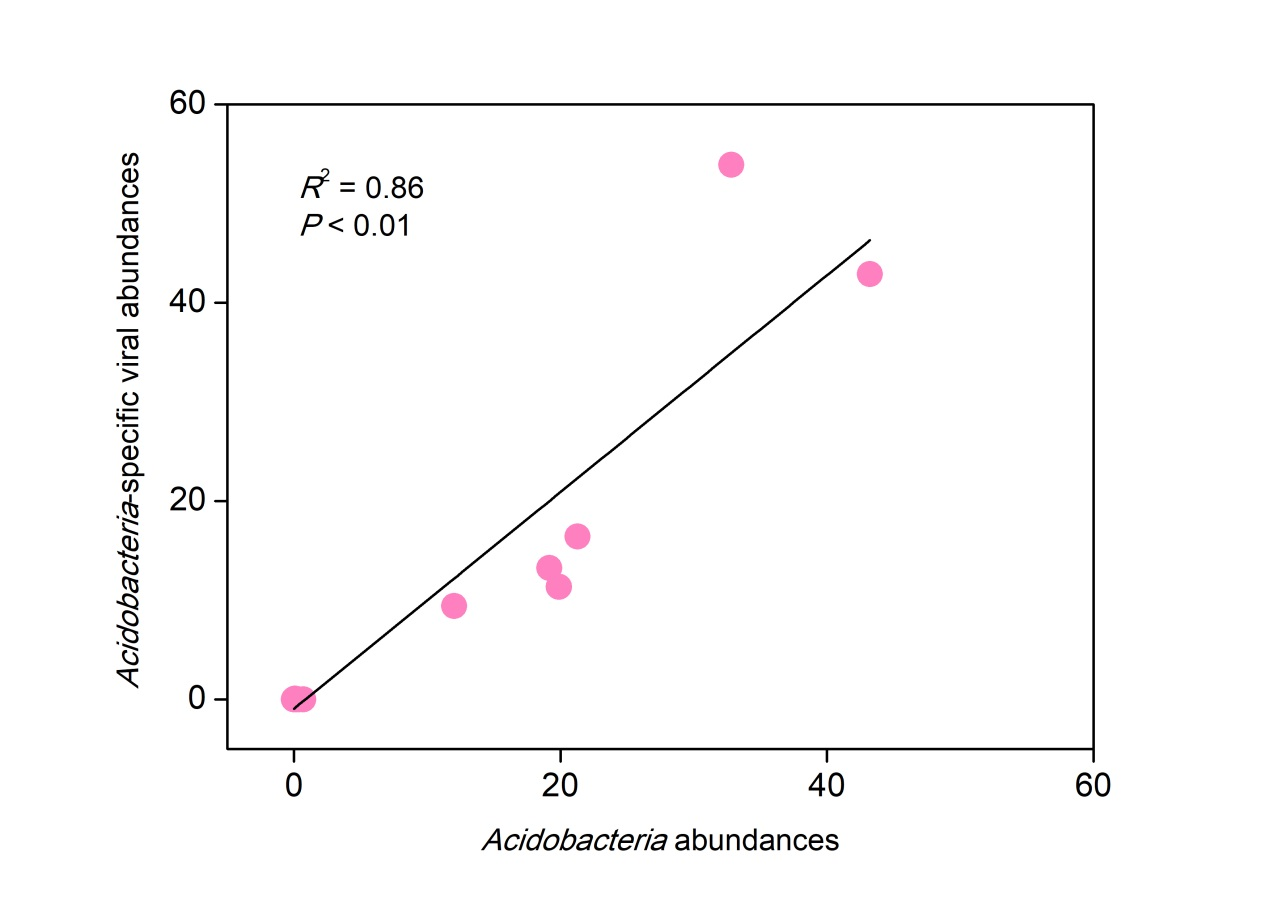 60
40
20
0
R² = 0.86
P < 0.01
Acidobacteria-specific viral abundances
0 20 40 60
Acidobacteria abundances